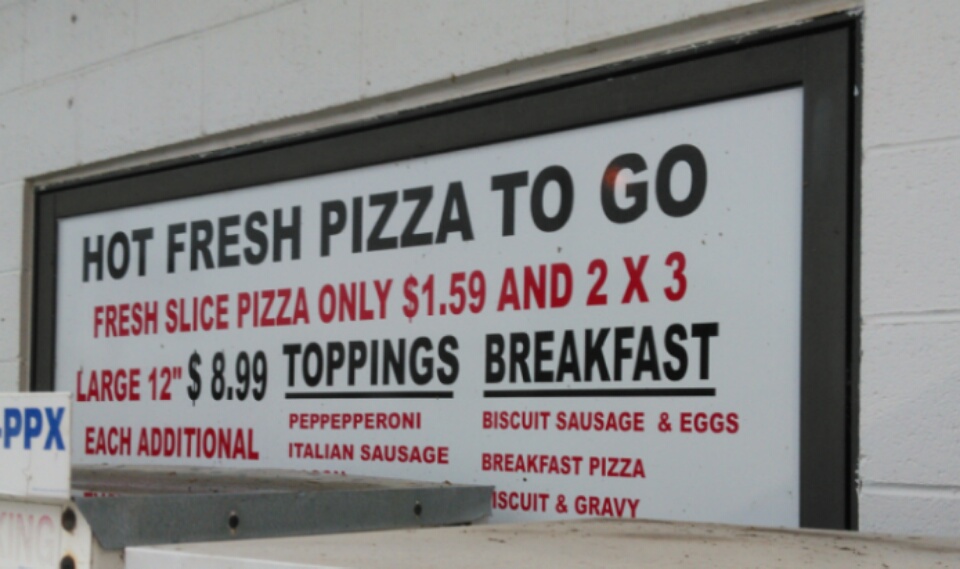 HOT FRESH PIZZA TO GO
FRESH SLICE PIZZA ONLY $1.59 AND 2 X 3
LARGE 12" $ 8.99
EACH ADDITIONAL
TOPPINGS
PEPPEPPERONI
ITALIAN SAUSAGE
BREAKFAST
BISCUIT SAUSAGE & EGGS
BREAKFAST PIZZA
ISCUIT & GRAVY
-PPX
KING